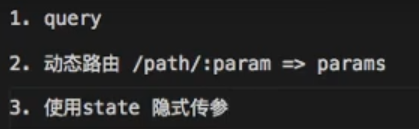 1. query
2. 动态路由 /path/:param => params
3. 使用state 隐式传参